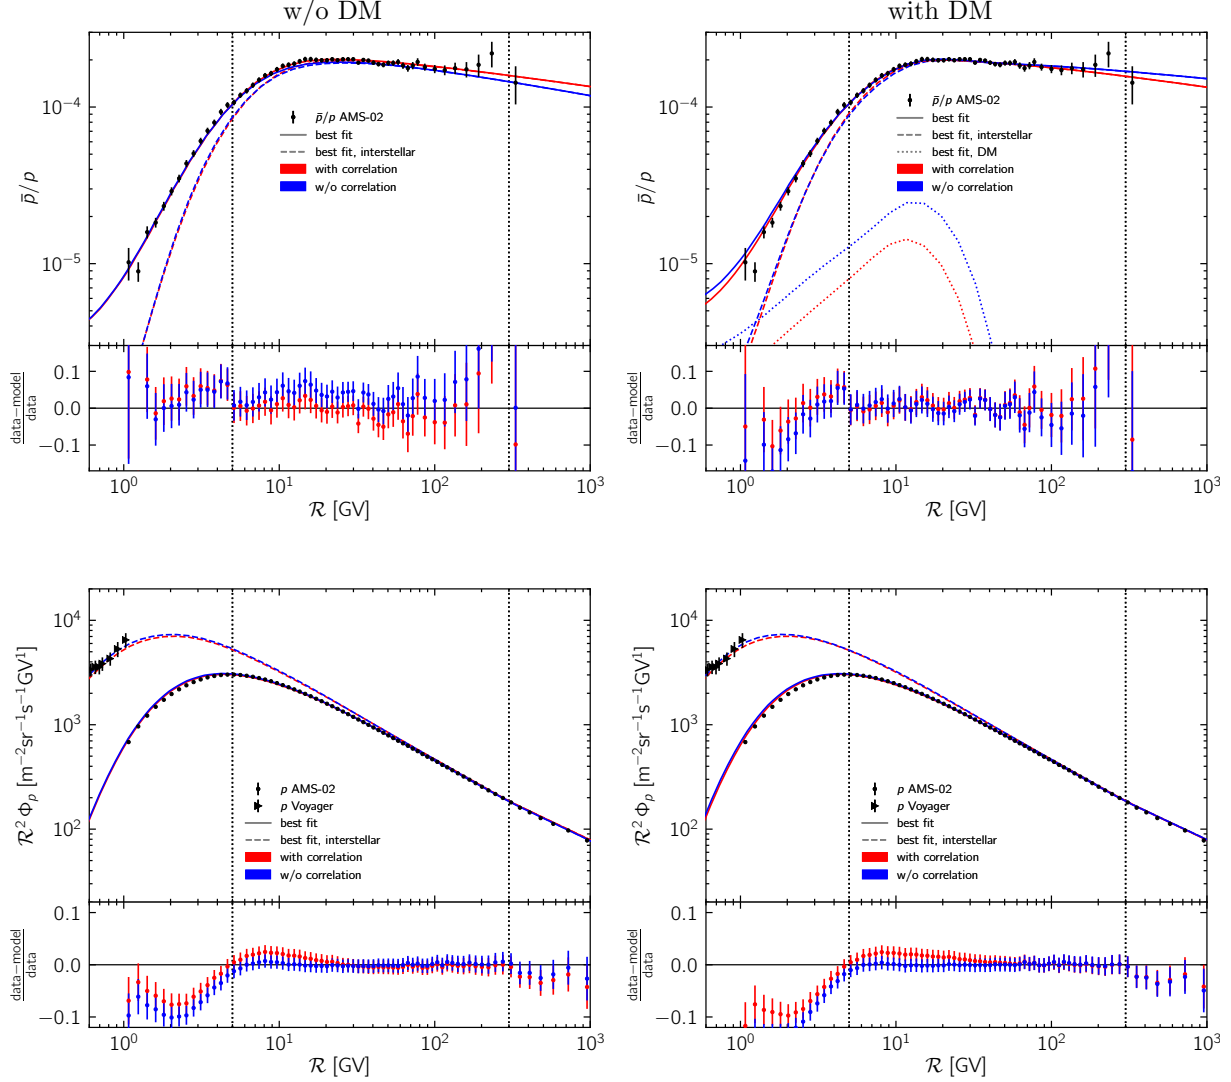 w/o DM
with DM
10⁻⁴
10⁻⁵
p̄/p
p̄/p AMS-02
best fit
best fit, interstellar
with correlation
w/o correlation
0.1
0.0
−0.1
data−model
data
10⁰ 10¹ 10² 10³
R [GV]
10⁻⁴
10⁻⁵
p̄/p
p̄/p AMS-02
best fit
best fit, interstellar
best fit, DM
with correlation
w/o correlation
0.1
0.0
−0.1
data−model
data
10⁰ 10¹ 10² 10³
R [GV]
10⁴
10³
10²
R² Φₚ [m⁻²sr⁻¹s⁻¹GV¹]
p AMS-02
p Voyager
best fit
best fit, interstellar
with correlation
w/o correlation
0.1
0.0
−0.1
data−model
data
10⁰ 10¹ 10² 10³
R [GV]
10⁴
10³
10²
R² Φₚ [m⁻²sr⁻¹s⁻¹GV¹]
p AMS-02
p Voyager
best fit
best fit, interstellar
with correlation
w/o correlation
0.1
0.0
−0.1
data−model
data
10⁰ 10¹ 10² 10³
R [GV]